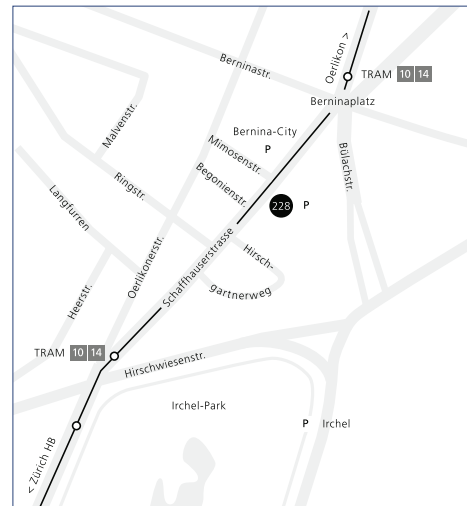 Oerlikon >
TRAM 10 14
Berninastr.
Berninaplatz
Malvenstr.
Bernina-City
P
Mimosenstr.
Bülachstr.
Begonienstr.
Ringstr.
Langfurren
228 P
Oerlikonerstr.
Schaffhauserstrasse
Hirsch-
gartnerweg
Heerstr.
TRAM 10 14
Hirschwiesenstr.
Irchel-Park
P Irchel
< Zürich HB